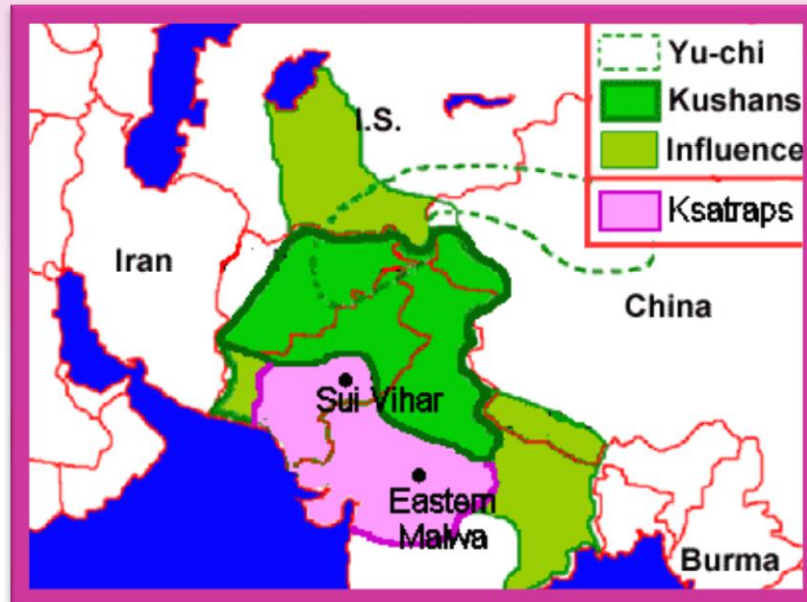 Yu-chi
Kushans
I.S.
Influence
Ksatraps
Iran
China
Sui Vihar
Eastern
Malwa
Burma